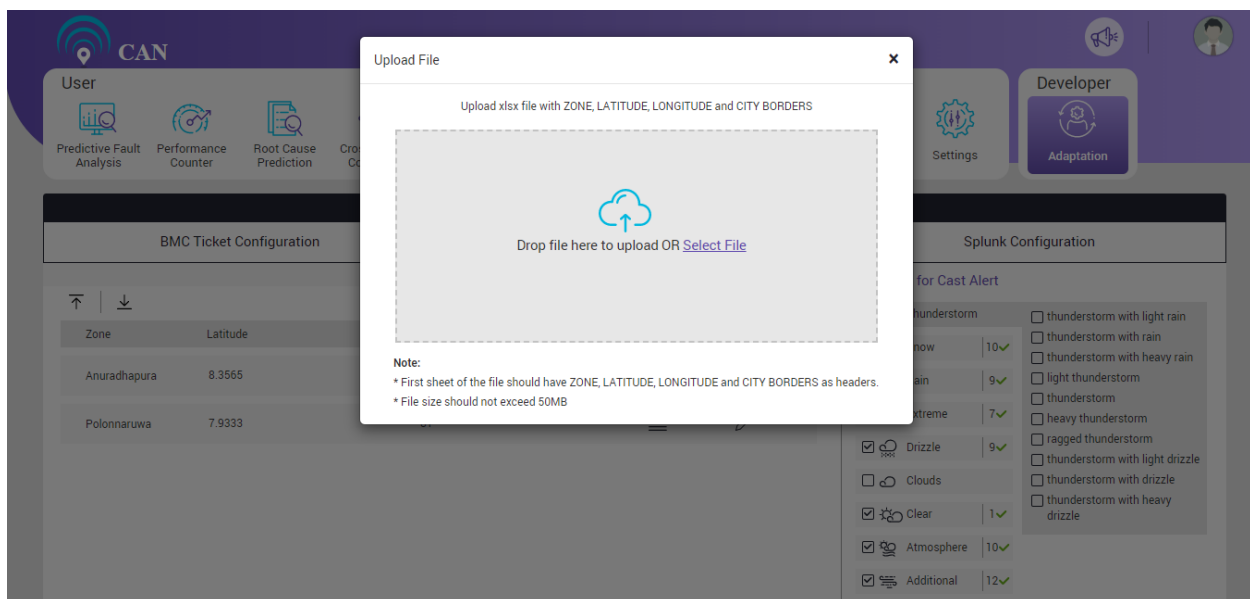 CAN
User
Predictive Fault
Analysis
Performance
Counter
Root Cause
Prediction
Settings
Developer
Adaptation
Upload File
×
Upload xlsx file with ZONE, LATITUDE, LONGITUDE and CITY BORDERS
Drop file here to upload OR Select File
Note:
* First sheet of the file should have ZONE, LATITUDE, LONGITUDE and CITY BORDERS as headers.
* File size should not exceed 50MB
BMC Ticket Configuration
Splunk Configuration
Zone Latitude
Anuradhapura 8.3565
Polonnaruwa 7.9333
for Cast Alert
hunderstorm
now 10
ain 9
xtreme 7
Drizzle 9
Clouds
Clear 1
Atmosphere 10
Additional 12
thunderstorm with light rain
thunderstorm with rain
thunderstorm with heavy rain
light thunderstorm
thunderstorm
heavy thunderstorm
ragged thunderstorm
thunderstorm with light drizzle
thunderstorm with drizzle
thunderstorm with heavy
drizzle